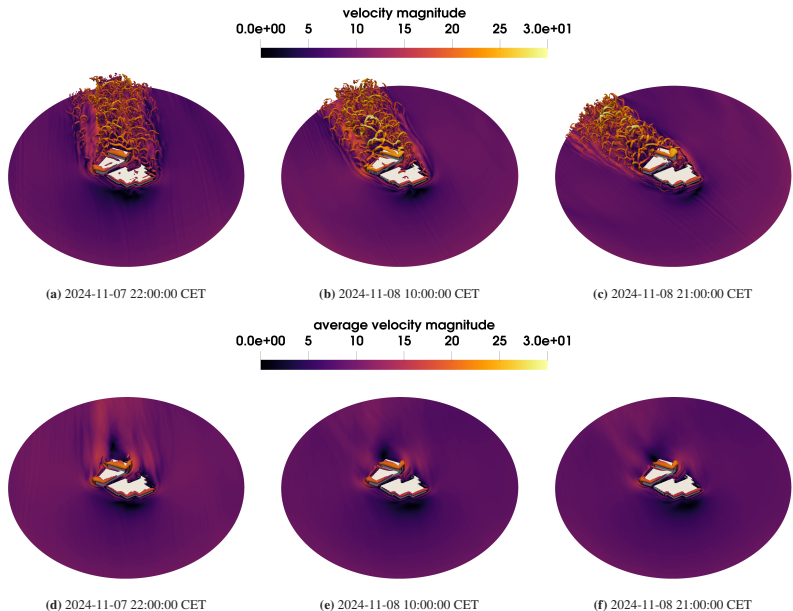 velocity magnitude
0.0e+00 5 10 15 20 25 3.0e+01
(a) 2024-11-07 22:00:00 CET
(b) 2024-11-08 10:00:00 CET
(c) 2024-11-08 21:00:00 CET
average velocity magnitude
0.0e+00 5 10 15 20 25 3.0e+01
(d) 2024-11-07 22:00:00 CET
(e) 2024-11-08 10:00:00 CET
(f) 2024-11-08 21:00:00 CET